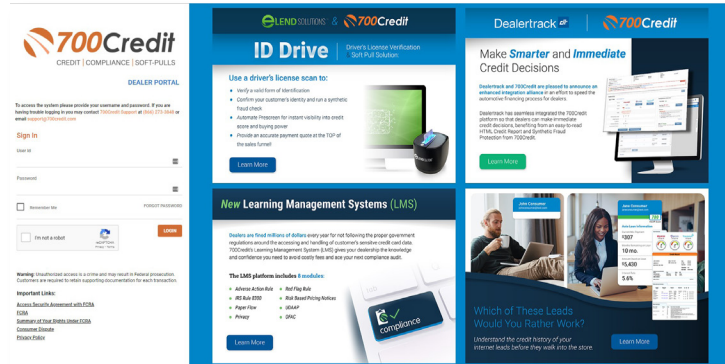 700Credit
CREDIT | COMPLIANCE | SOFT-PULLS
DEALER PORTAL
To access the system please provide your username and password. If you are
having trouble logging in you may contact 700Credit Support at (866) 273-3848 or
email support@700credit.com
Sign In
User Id
Password
Remember Me
FORGOT PASSWORD
I'm not a robot
LOGIN
Warning: Unauthorized access is a crime and may result in Federal prosecution.
Customers are required to retain supporting documentation for each transaction.
Important Links:
Access Security Agreement with FCRA
FCRA
Summary of Your Rights Under FCRA
Consumer Dispute
Privacy Policy
ELEND SOLUTIONS & 700Credit
ID Drive
Driver's License Verification
Soft Pull Solution
Use a driver's license scan to:
Verify a valid form of identification
Confirm your customer's identity and run a synthetic
fraud check
Automate Prescreen for instant visibility into credit
score and buying power
Provide an accurate payment quote at the TOP of
the sales funnel!
Learn More
Dealertrack 700Credit
Make Smarter and Immediate
Credit Decisions
Dealertrack and 700Credit are pleased to announce an
enhanced integration alliance in an effort to speed the
automotive financing process for dealers.
Dealertrack has seamlessly integrated the 700Credit
platform so that dealers can make immediate
credit decisions, benefiting from an easy-to-read
HTML Credit Report and Synthetic Fraud
Protection from 700Credit.
Learn More
New Learning Management Systems (LMS)
Dealers are fined millions of dollars every year for not following the proper government
regulations around the accessing and handling of customer's sensitive credit card data.
700Credit's Learning Management System (LMS) gives your dealership the knowledge
and confidence you need to avoid costly fees and ace your next compliance audit.
The LMS platform includes 8 modules:
Adverse Action Rule
IRS Rule 8300
Paper Flow
Privacy
Red Flag Rule
Risk Based Pricing Notices
UDAAP
OFAC
Learn More
compliance
John Consumer
Jane Consumer
$307
10 mo.
$5,430
5.6%
Which of These Leads
Would You Rather Work?
Understand the credit history of your
internet leads before they walk into the store.
Learn More